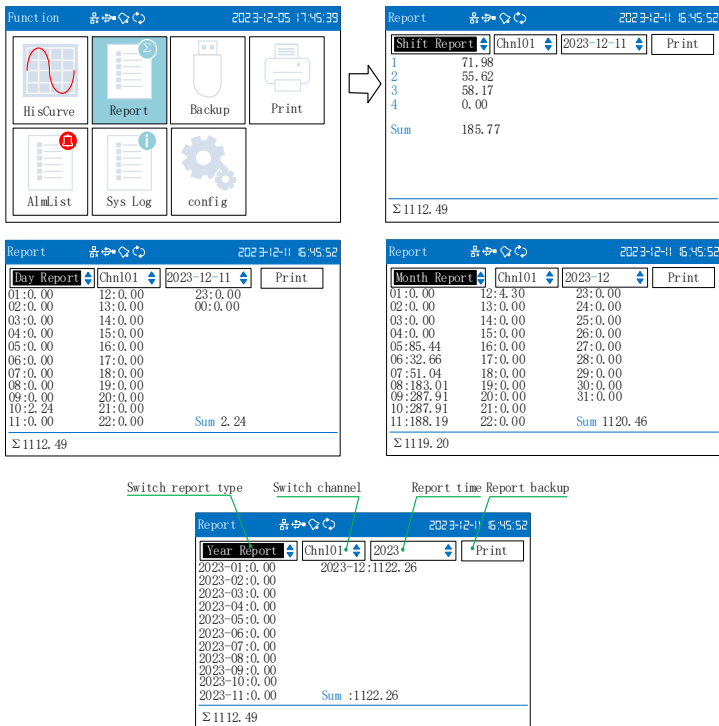 Function 2023-12-05 17:45:39
HisCurve Report Backup Print
AlmList Sys Log config
Report 2023-12-11 16:45:52
Shift Report Chnl01 2023-12-11 Print
1 71.98
2 55.62
3 58.17
4 0.00
Sum 185.77
Σ1112.49
Report 2023-12-11 16:45:52
Day Report Chnl01 2023-12-11 Print
01:0.00 12:0.00 23:0.00
02:0.00 13:0.00 00:0.00
03:0.00 14:0.00
04:0.00 15:0.00
05:0.00 16:0.00
06:0.00 17:0.00
07:0.00 18:0.00
08:0.00 19:0.00
09:0.00 20:0.00
10:2.24 21:0.00
11:0.00 22:0.00 Sum 2.24
Σ1112.49
Report 2023-12-11 16:45:52
Month Report Chnl01 2023-12 Print
01:0.00 12:4.30 23:0.00
02:0.00 13:0.00 24:0.00
03:0.00 14:0.00 25:0.00
04:0.00 15:0.00 26:0.00
05:85.44 16:0.00 27:0.00
06:32.66 17:0.00 28:0.00
07:51.04 18:0.00 29:0.00
08:183.01 19:0.00 30:0.00
09:287.91 20:0.00 31:0.00
10:287.91 21:0.00
11:188.19 22:0.00 Sum 1120.46
Σ1119.20
Switch report type Switch channel Report time Report backup
Report 2023-12-11 16:45:52
Year Report Chnl01 2023 Print
2023-01:0.00 2023-12:1122.26
2023-02:0.00
2023-03:0.00
2023-04:0.00
2023-05:0.00
2023-06:0.00
2023-07:0.00
2023-08:0.00
2023-09:0.00
2023-10:0.00
2023-11:0.00 Sum :1122.26
Σ1112.49